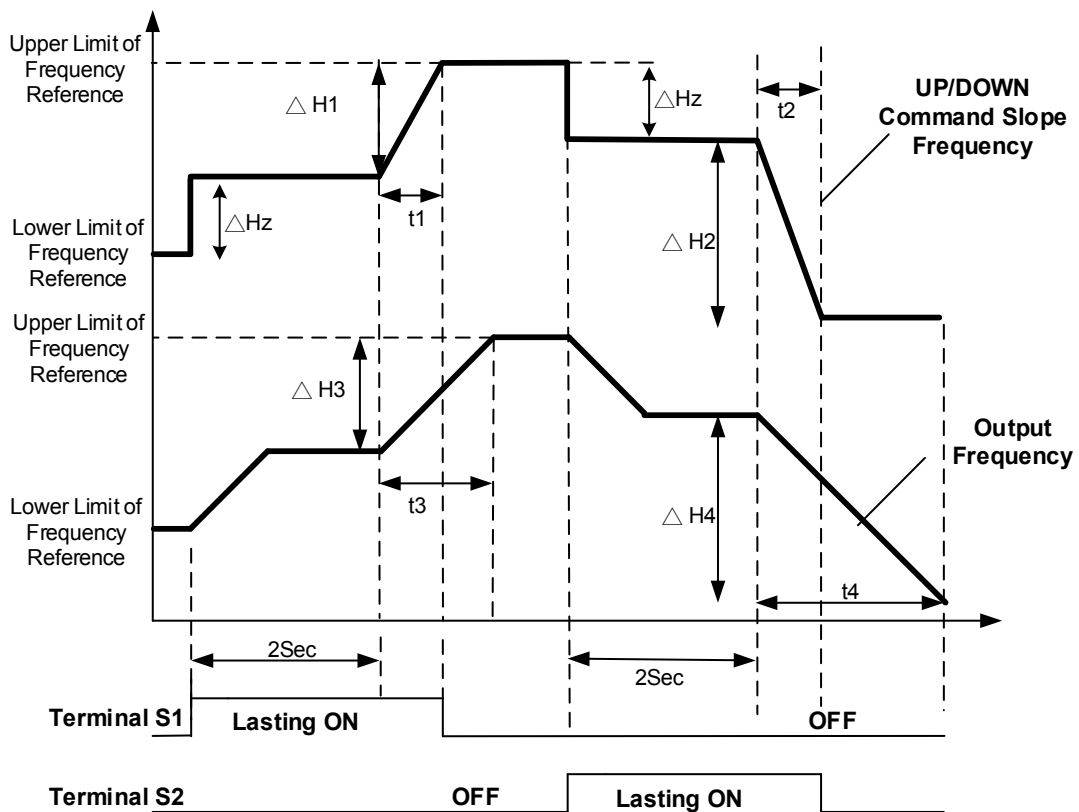 Upper Limit of
Frequency
Reference
△ H1
△Hz
t2
UP/DOWN
Command Slope
Frequency
t1
△Hz
Lower Limit of
Frequency
Reference
△ H2
Upper Limit of
Frequency
Reference
△ H3
Output
Frequency
t3
△ H4
Lower Limit of
Frequency
Reference
t4
2Sec
2Sec
Terminal S1
Lasting ON
OFF
Terminal S2
OFF
Lasting ON